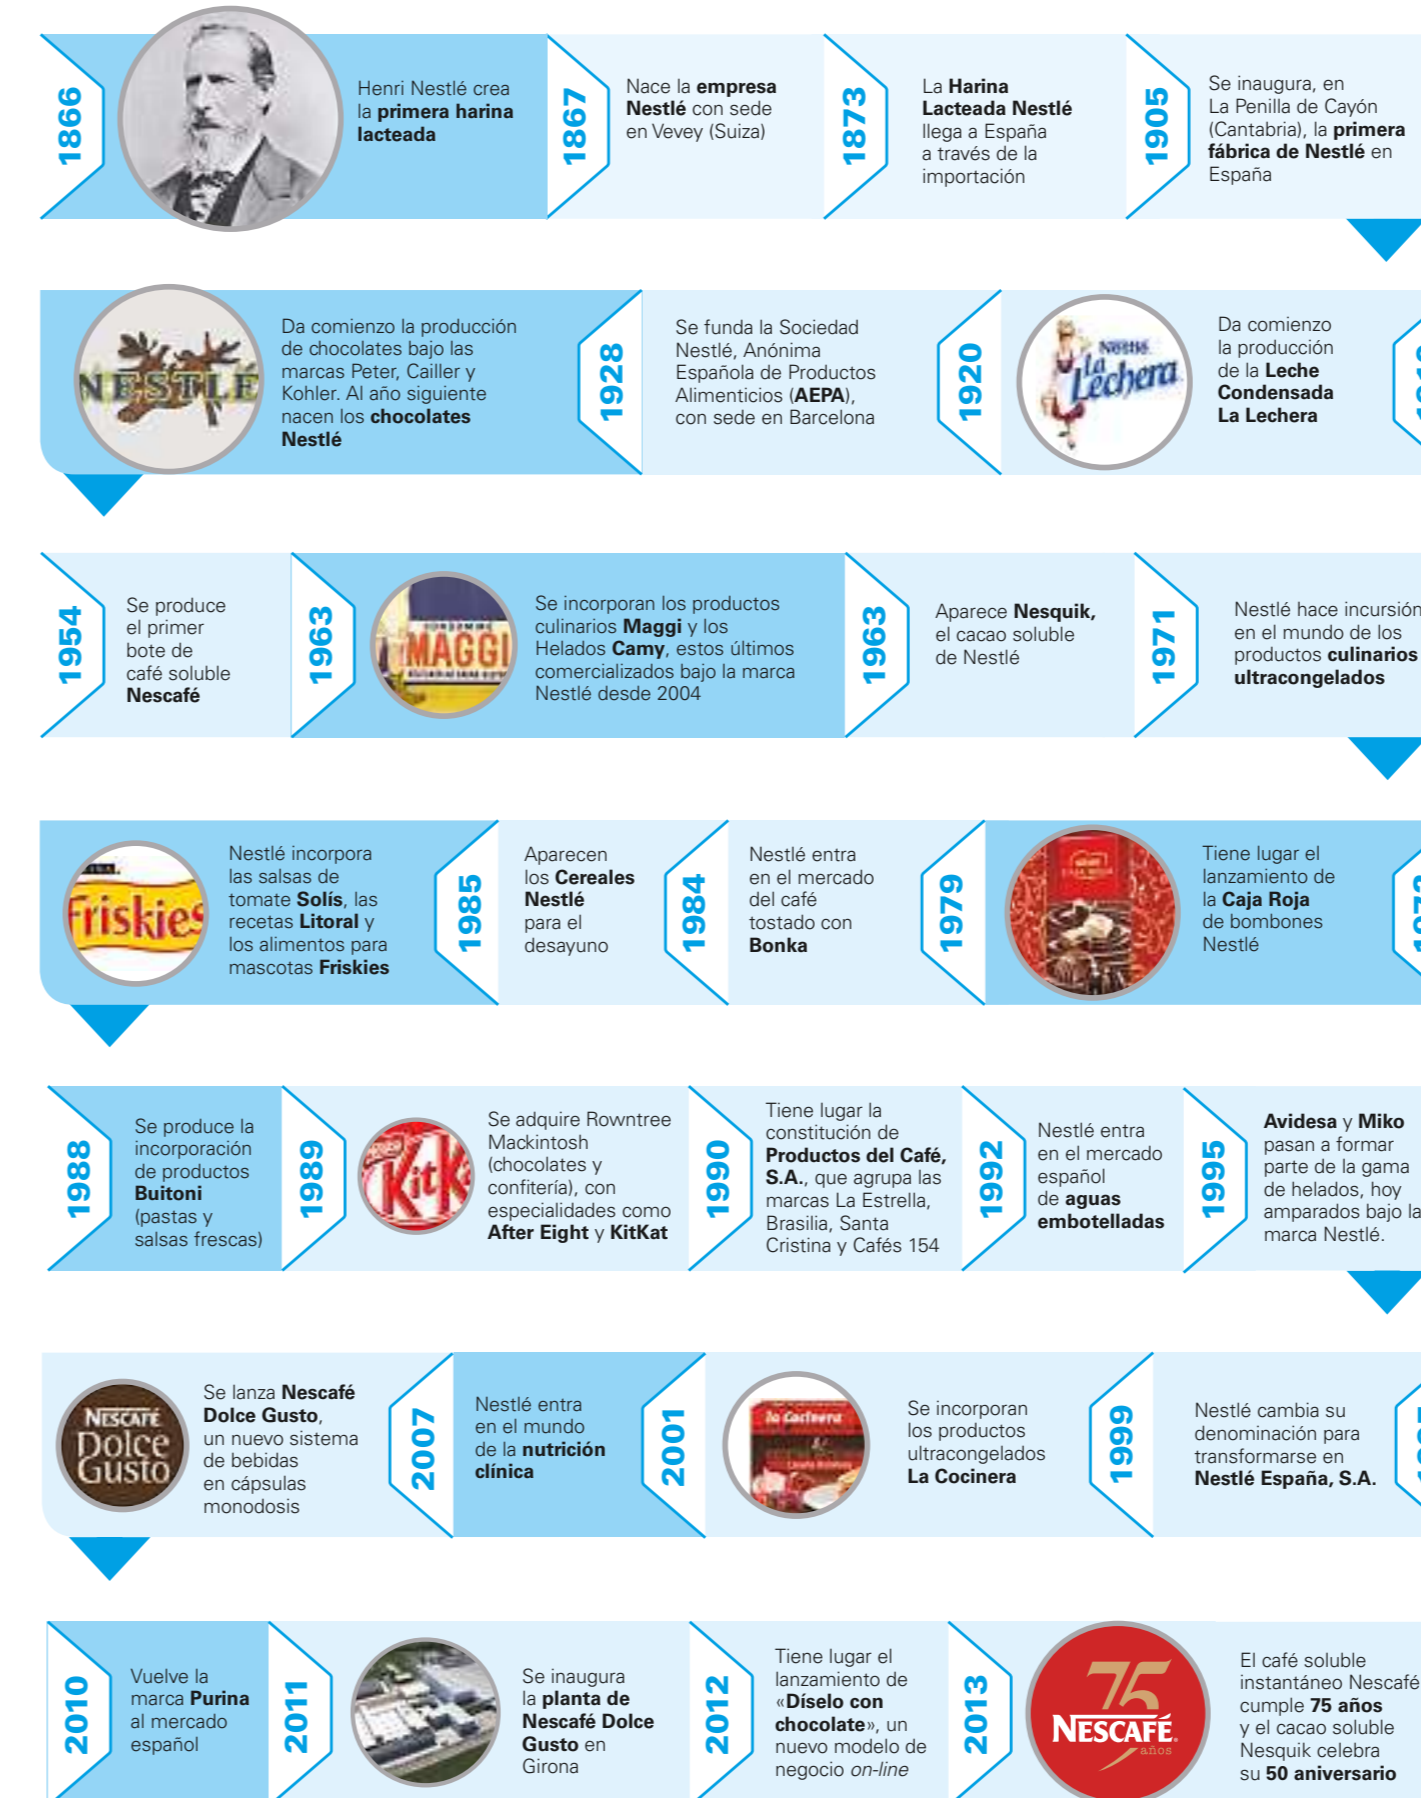 1866
Henri Nestlé crea
la primera harina
lacteada
1867
Nace la empresa
Nestlé con sede
en Vevey (Suiza)
1873
La Harina
Lacteada Nestlé
llega a España
a través de la
importación
1905
Se inaugura, en
La Penilla de Cayón
(Cantabria), la primera
fábrica de Nestlé en
España
Nestlé
La
Lechera
Da comienzo
la producción
de la Leche
Condensada
La Lechera
1920
Se funda la Sociedad
Nestlé, Anónima
Española de Productos
Alimenticios (AEPA),
con sede en Barcelona
1928
NESTLÉ
Da comienzo la producción
de chocolates bajo las
marcas Peter, Cailler y
Kohler. Al año siguiente
nacen los chocolates
Nestlé
1954
Se produce
el primer
bote de
café soluble
Nescafé
1963
MAGGI
Se incorporan los productos
culinarios Maggi y los
Helados Camy, estos últimos
comercializados bajo la marca
Nestlé desde 2004
1963
Aparece Nesquik,
el cacao soluble
de Nestlé
1971
Nestlé hace incursión
en el mundo de los
productos culinarios
ultracongelados
Tiene lugar el
lanzamiento de
la Caja Roja
de bombones
Nestlé
1979
Nestlé entra
en el mercado
del café
tostado con
Bonka
1984
Aparecen
los Cereales
Nestlé
para el
desayuno
1985
Friskies
Nestlé incorpora
las salsas de
tomate Solís, las
recetas Litoral y
los alimentos para
mascotas Friskies
1988
Se produce la
incorporación
de productos
Buitoni
(pastas y
salsas frescas)
1989
KitK
Se adquire Rowntree
Mackintosh
(chocolates y
confitería), con
especialidades como
After Eight y KitKat
1990
Tiene lugar la
constitución de
Productos del Café,
S.A., que agrupa las
marcas La Estrella,
Brasilia, Santa
Cristina y Cafés 154
1992
Nestlé entra
en el mercado
español
de aguas
embotelladas
1995
Avidesa y Miko
pasan a formar
parte de la gama
de helados, hoy
amparados bajo la
marca Nestlé.
Nestlé cambia su
denominación para
transformarse en
Nestlé España, S.A.
1999
la Cocinera
Se incorporan
los productos
ultracongelados
La Cocinera
2001
Nestlé entra
en el mundo
de la nutrición
clínica
2007
NESCAFÉ
Dolce
Gusto
Se lanza Nescafé
Dolce Gusto,
un nuevo sistema
de bebidas
en cápsulas
monodosis
2010
Vuelve la
marca Purina
al mercado
español
2011
Se inaugura
la planta de
Nescafé Dolce
Gusto en
Girona
2012
Tiene lugar el
lanzamiento de
«Díselo con
chocolate», un
nuevo modelo de
negocio on-line
2013
75
NESCAFÉ.
años
El café soluble
instantáneo Nescafé
cumple 75 años
y el cacao soluble
Nesquik celebra
su 50 aniversario